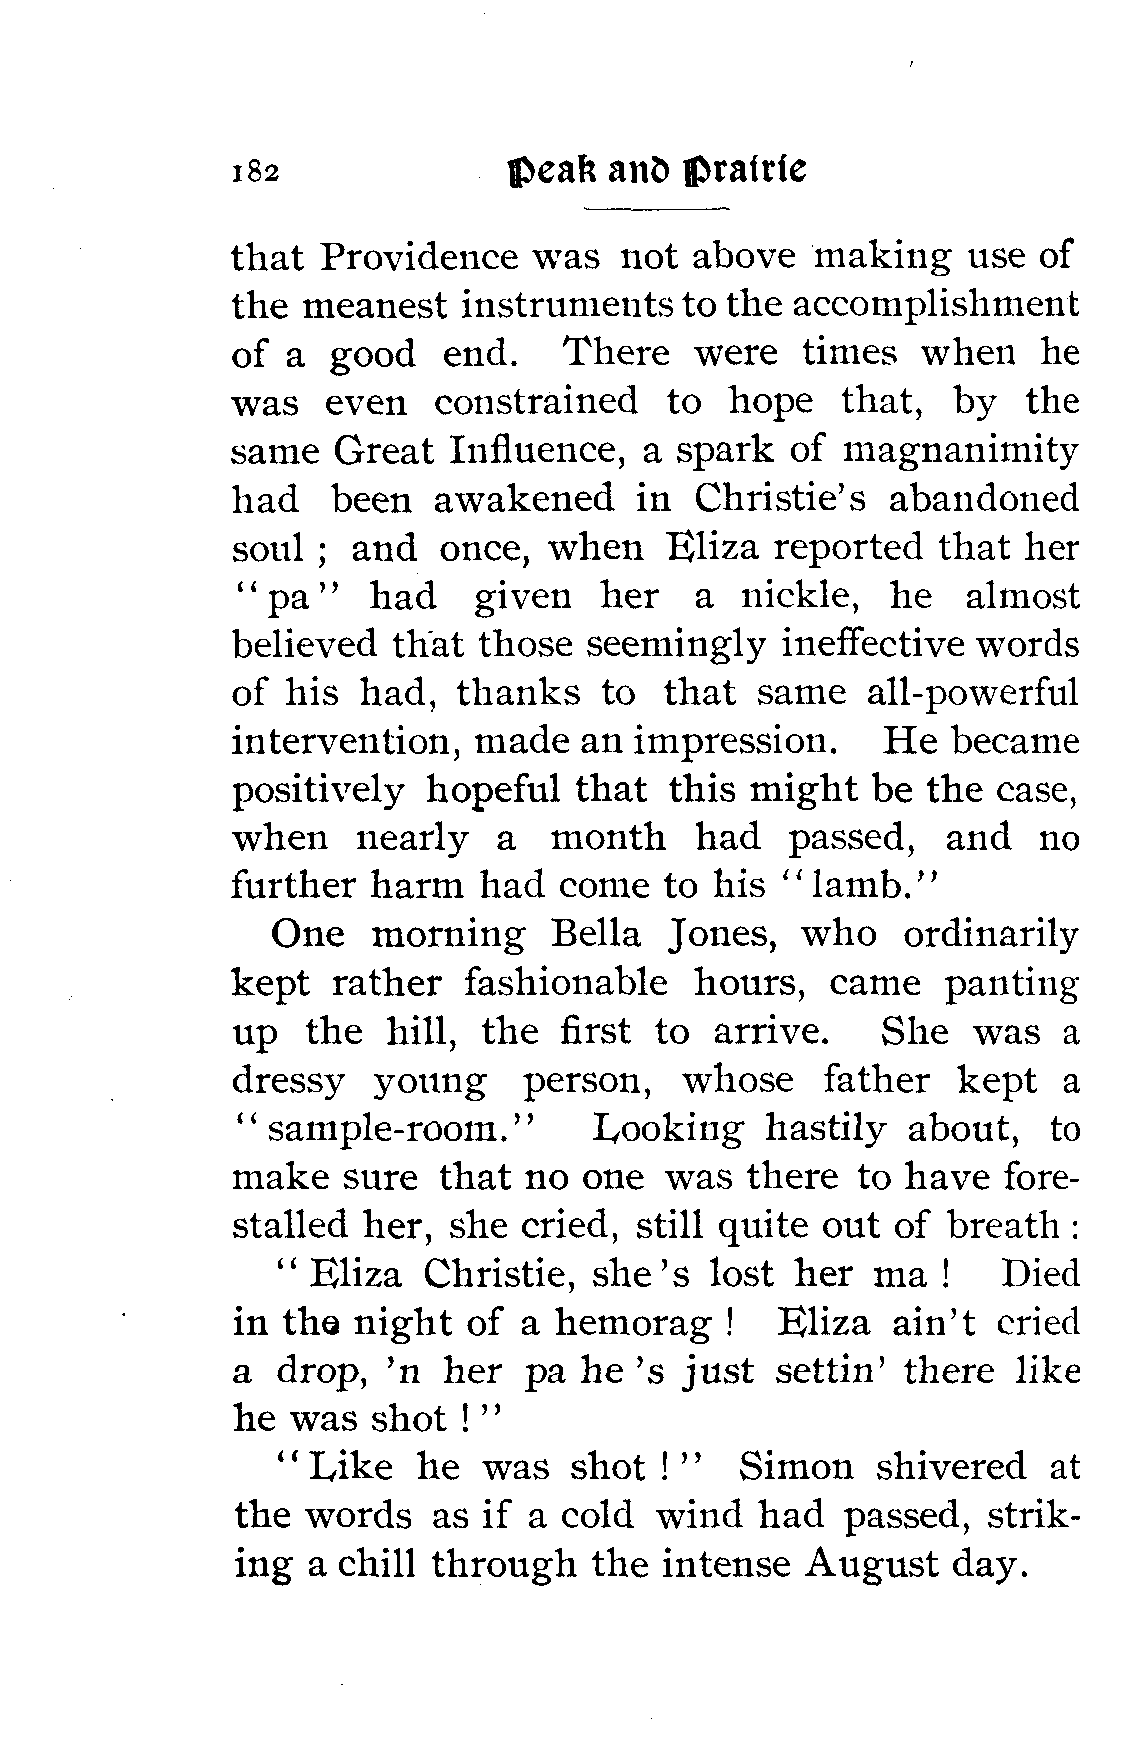 182 Peak and Prairie
that Providence was not above making use of
the meanest instruments to the accomplishment
of a good end. There were times when he
was even constrained to hope that, by the
same Great Influence, a spark of magnanimity
had been awakened in Christie's abandoned
soul ; and once, when Eliza reported that her
"pa" had given her a nickle, he almost
believed that those seemingly ineffective words
of his had, thanks to that same all-powerful
intervention, made an impression. He became
positively hopeful that this might be the case,
when nearly a month had passed, and no
further harm had come to his "lamb."
One morning Bella Jones, who ordinarily
kept rather fashionable hours, came panting
up the hill, the first to arrive. She was a
dressy young person, whose father kept a
"sample-room." Looking hastily about, to
make sure that no one was there to have fore-
stalled her, she cried, still quite out of breath :
"Eliza Christie, she 's lost her ma ! Died
in the night of a hemorag ! Eliza ain't cried
a drop, 'n her pa he 's just settin' there like
he was shot !"
"Like he was shot !" Simon shivered at
the words as if a cold wind had passed, strik-
ing a chill through the intense August day.